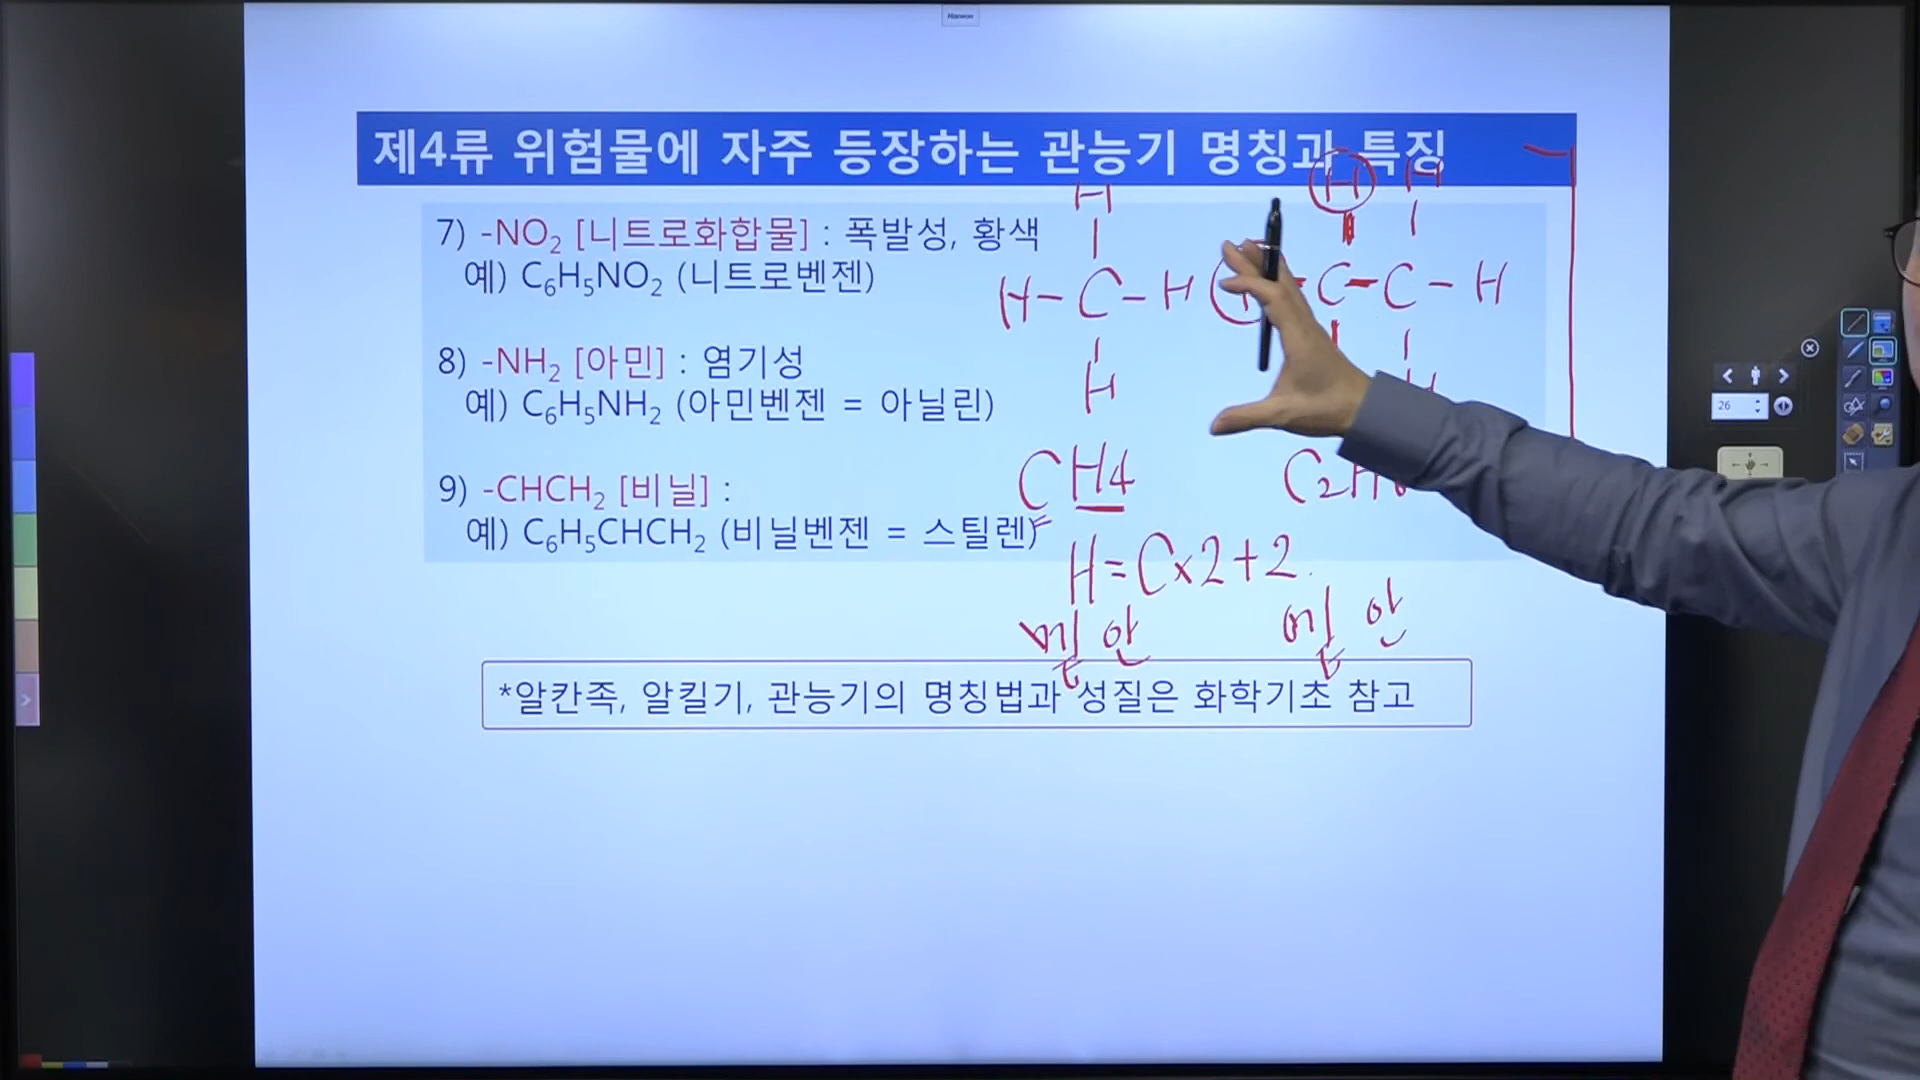 Hanwon
제4류 위험물에 자주 등장하는 관능기 명칭과 특징
7) -NO₂ [니트로화합물] : 폭발성, 황색
예) C₆H₅NO₂ (니트로벤젠)
8) -NH₂ [아민] : 염기성
예) C₆H₅NH₂ (아민벤젠 = 아닐린)
9) -CHCH₂ [비닐] :
예) C₆H₅CHCH₂ (비닐벤젠 = 스틸렌)
*알칸족, 알킬기, 관능기의 명칭법과 성질은 화학기초 참고
H H H
H-C-H C-C-H
H H
CH4 C₂H
H=C×2+2
메탄 에탄
26